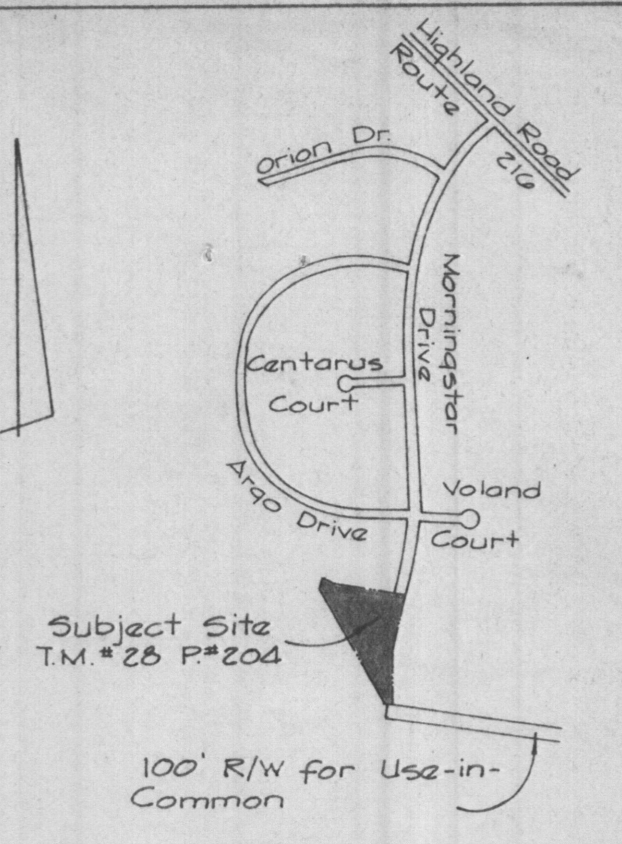 Highland Road
Route 216
Orion Dr.
Morningstar
Drive
Centarus
Court
Argo Drive
Voland
Court
Subject Site
T.M.#28 P.#204
100' R/W for Use-in-
Common